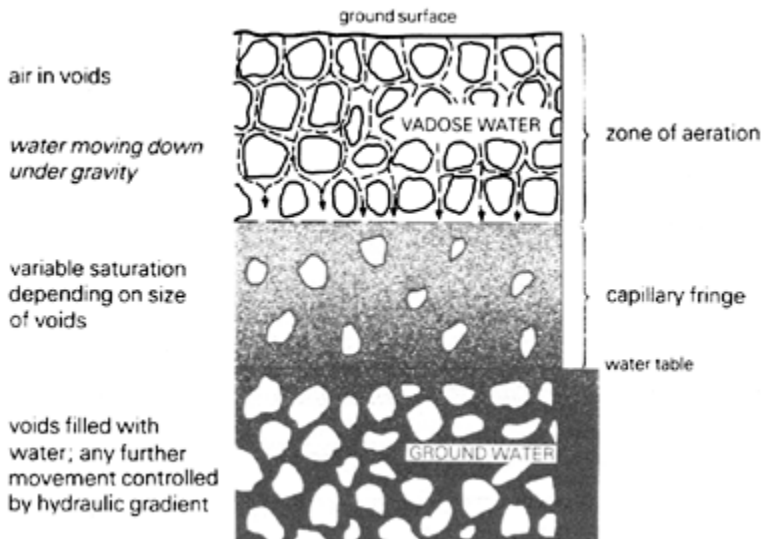 ground surface
air in voids
VADOSE WATER
zone of aeration
water moving down
under gravity
variable saturation
depending on size
of voids
capillary fringe
water table
voids filled with
water; any further
movement controlled
by hydraulic gradient
GROUND WATER